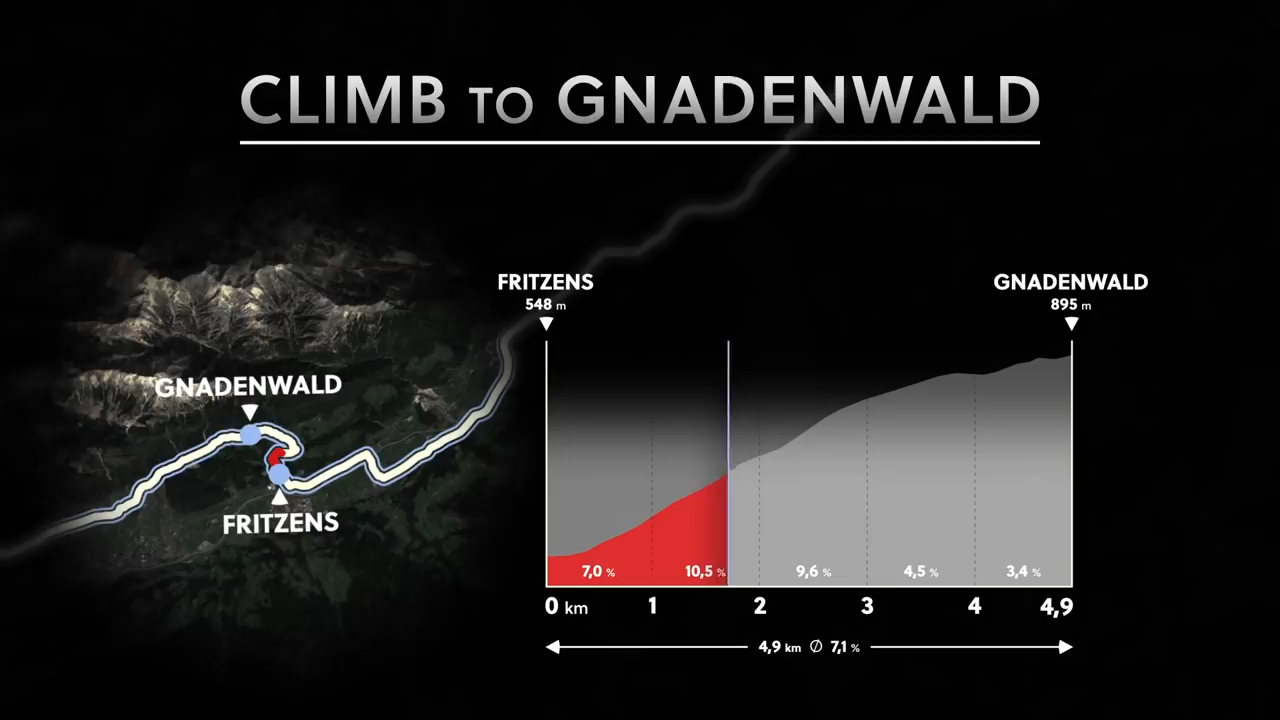 CLIMB TO GNADENWALD
FRITZENS
548 m
GNADENWALD
895 m
GNADENWALD
FRITZENS
7,0 %
10,5 %
9,6 %
4,5 %
3,4 %
0 km
1
2
3
4
4,9
4,9 km Ø 7,1 %